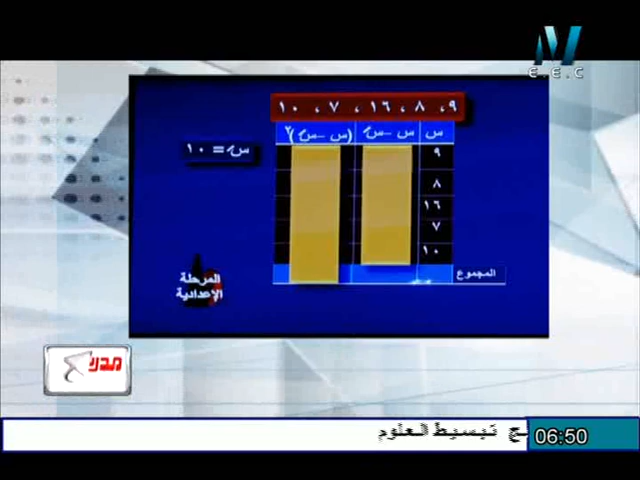 E.E.C
٩، ٨، ١٦، ٧، ١٠
س س – س̄ (س – س̄)٢
س̄ = ١٠
٩
٨
١٦
٧
١٠
المجموع
المرحلة
الإعدادية
تبسيط العلوم
06:50